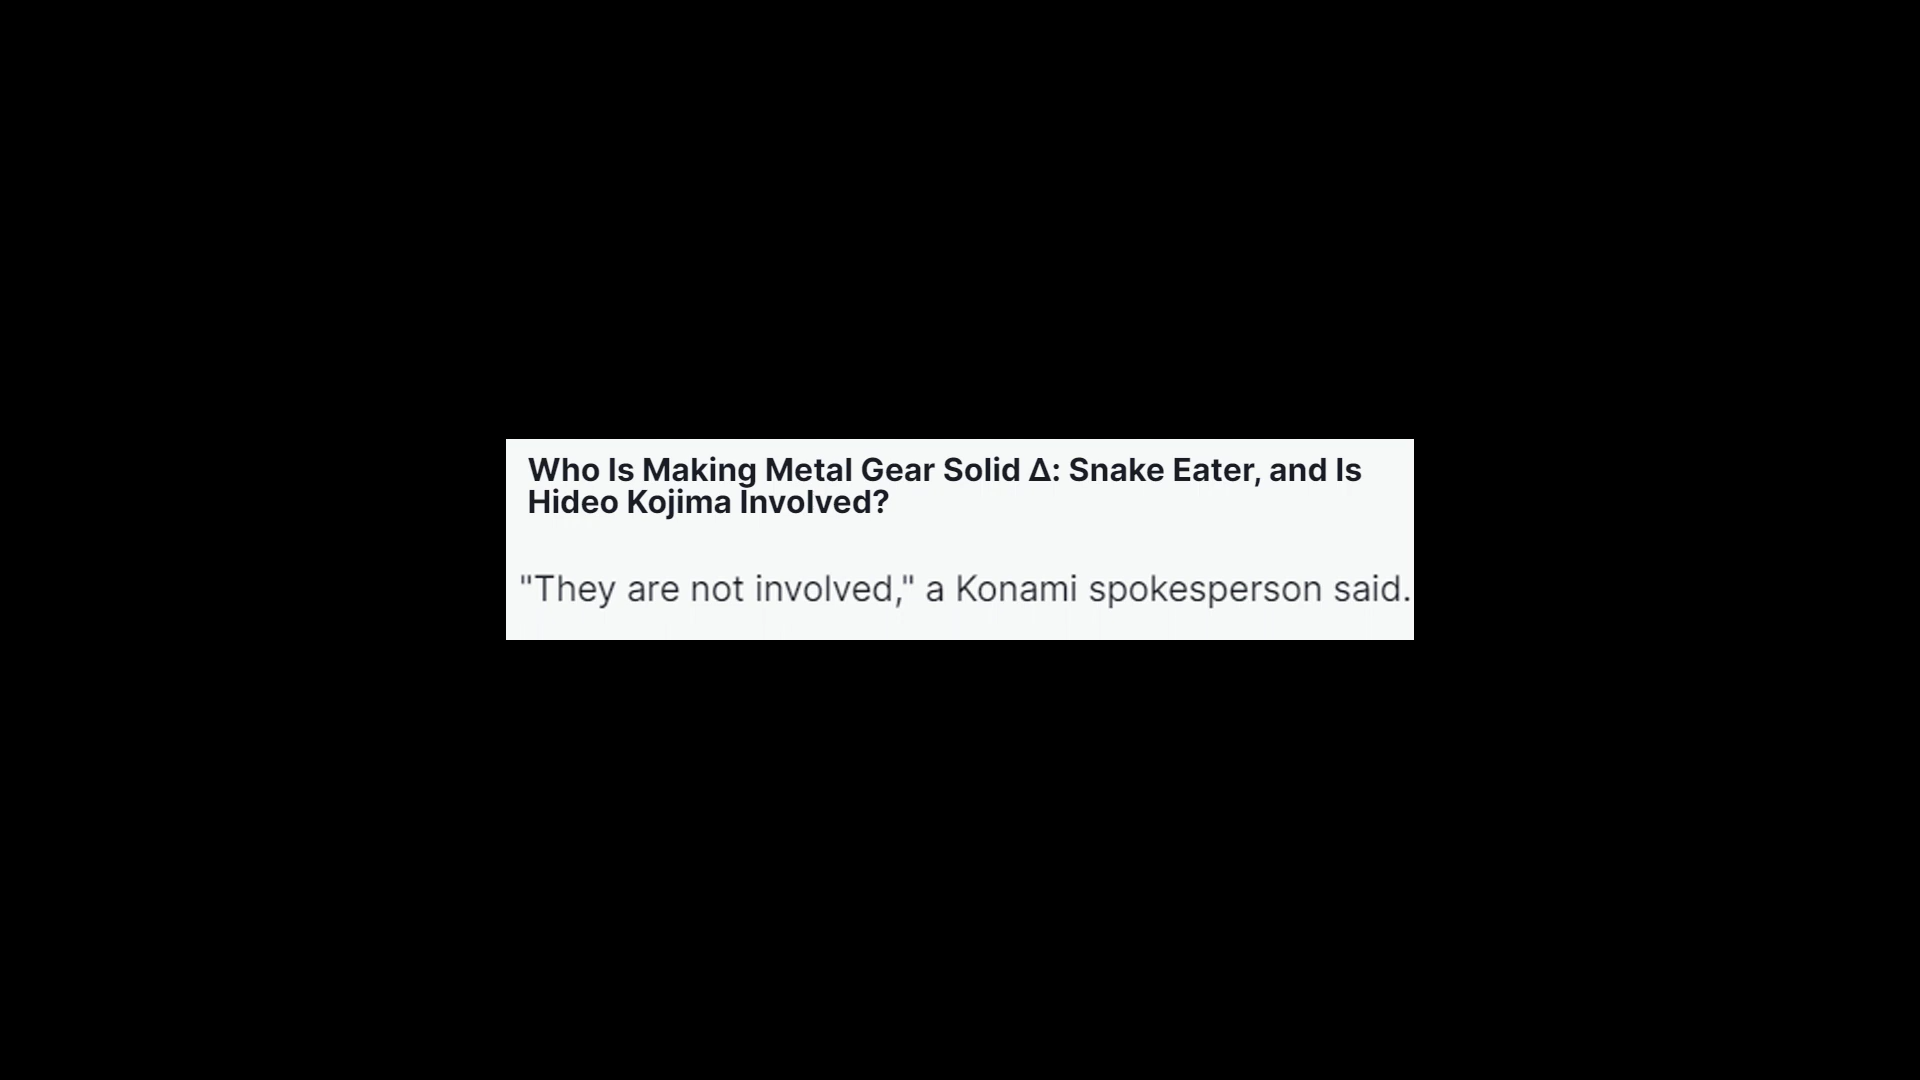 Who Is Making Metal Gear Solid Δ: Snake Eater, and Is
Hideo Kojima Involved?
"They are not involved," a Konami spokesperson said.